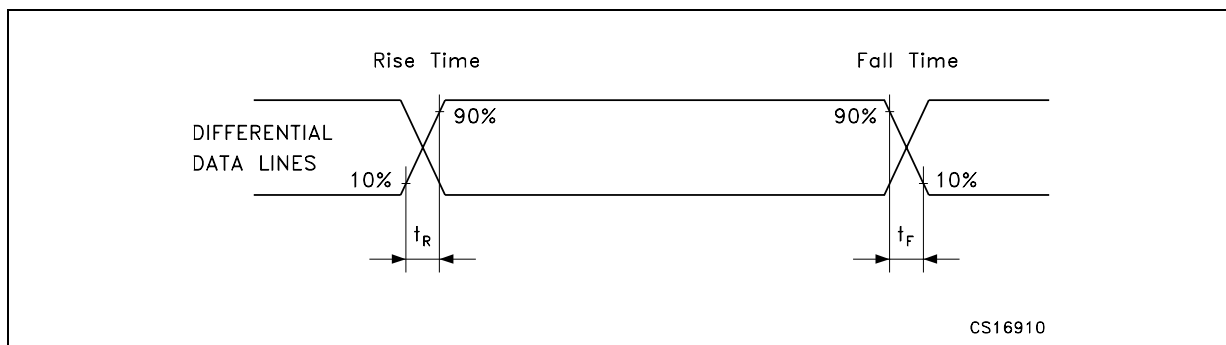 Rise Time
Fall Time
90%
90%
DIFFERENTIAL
DATA LINES
10%
10%
tR
tF
CS16910